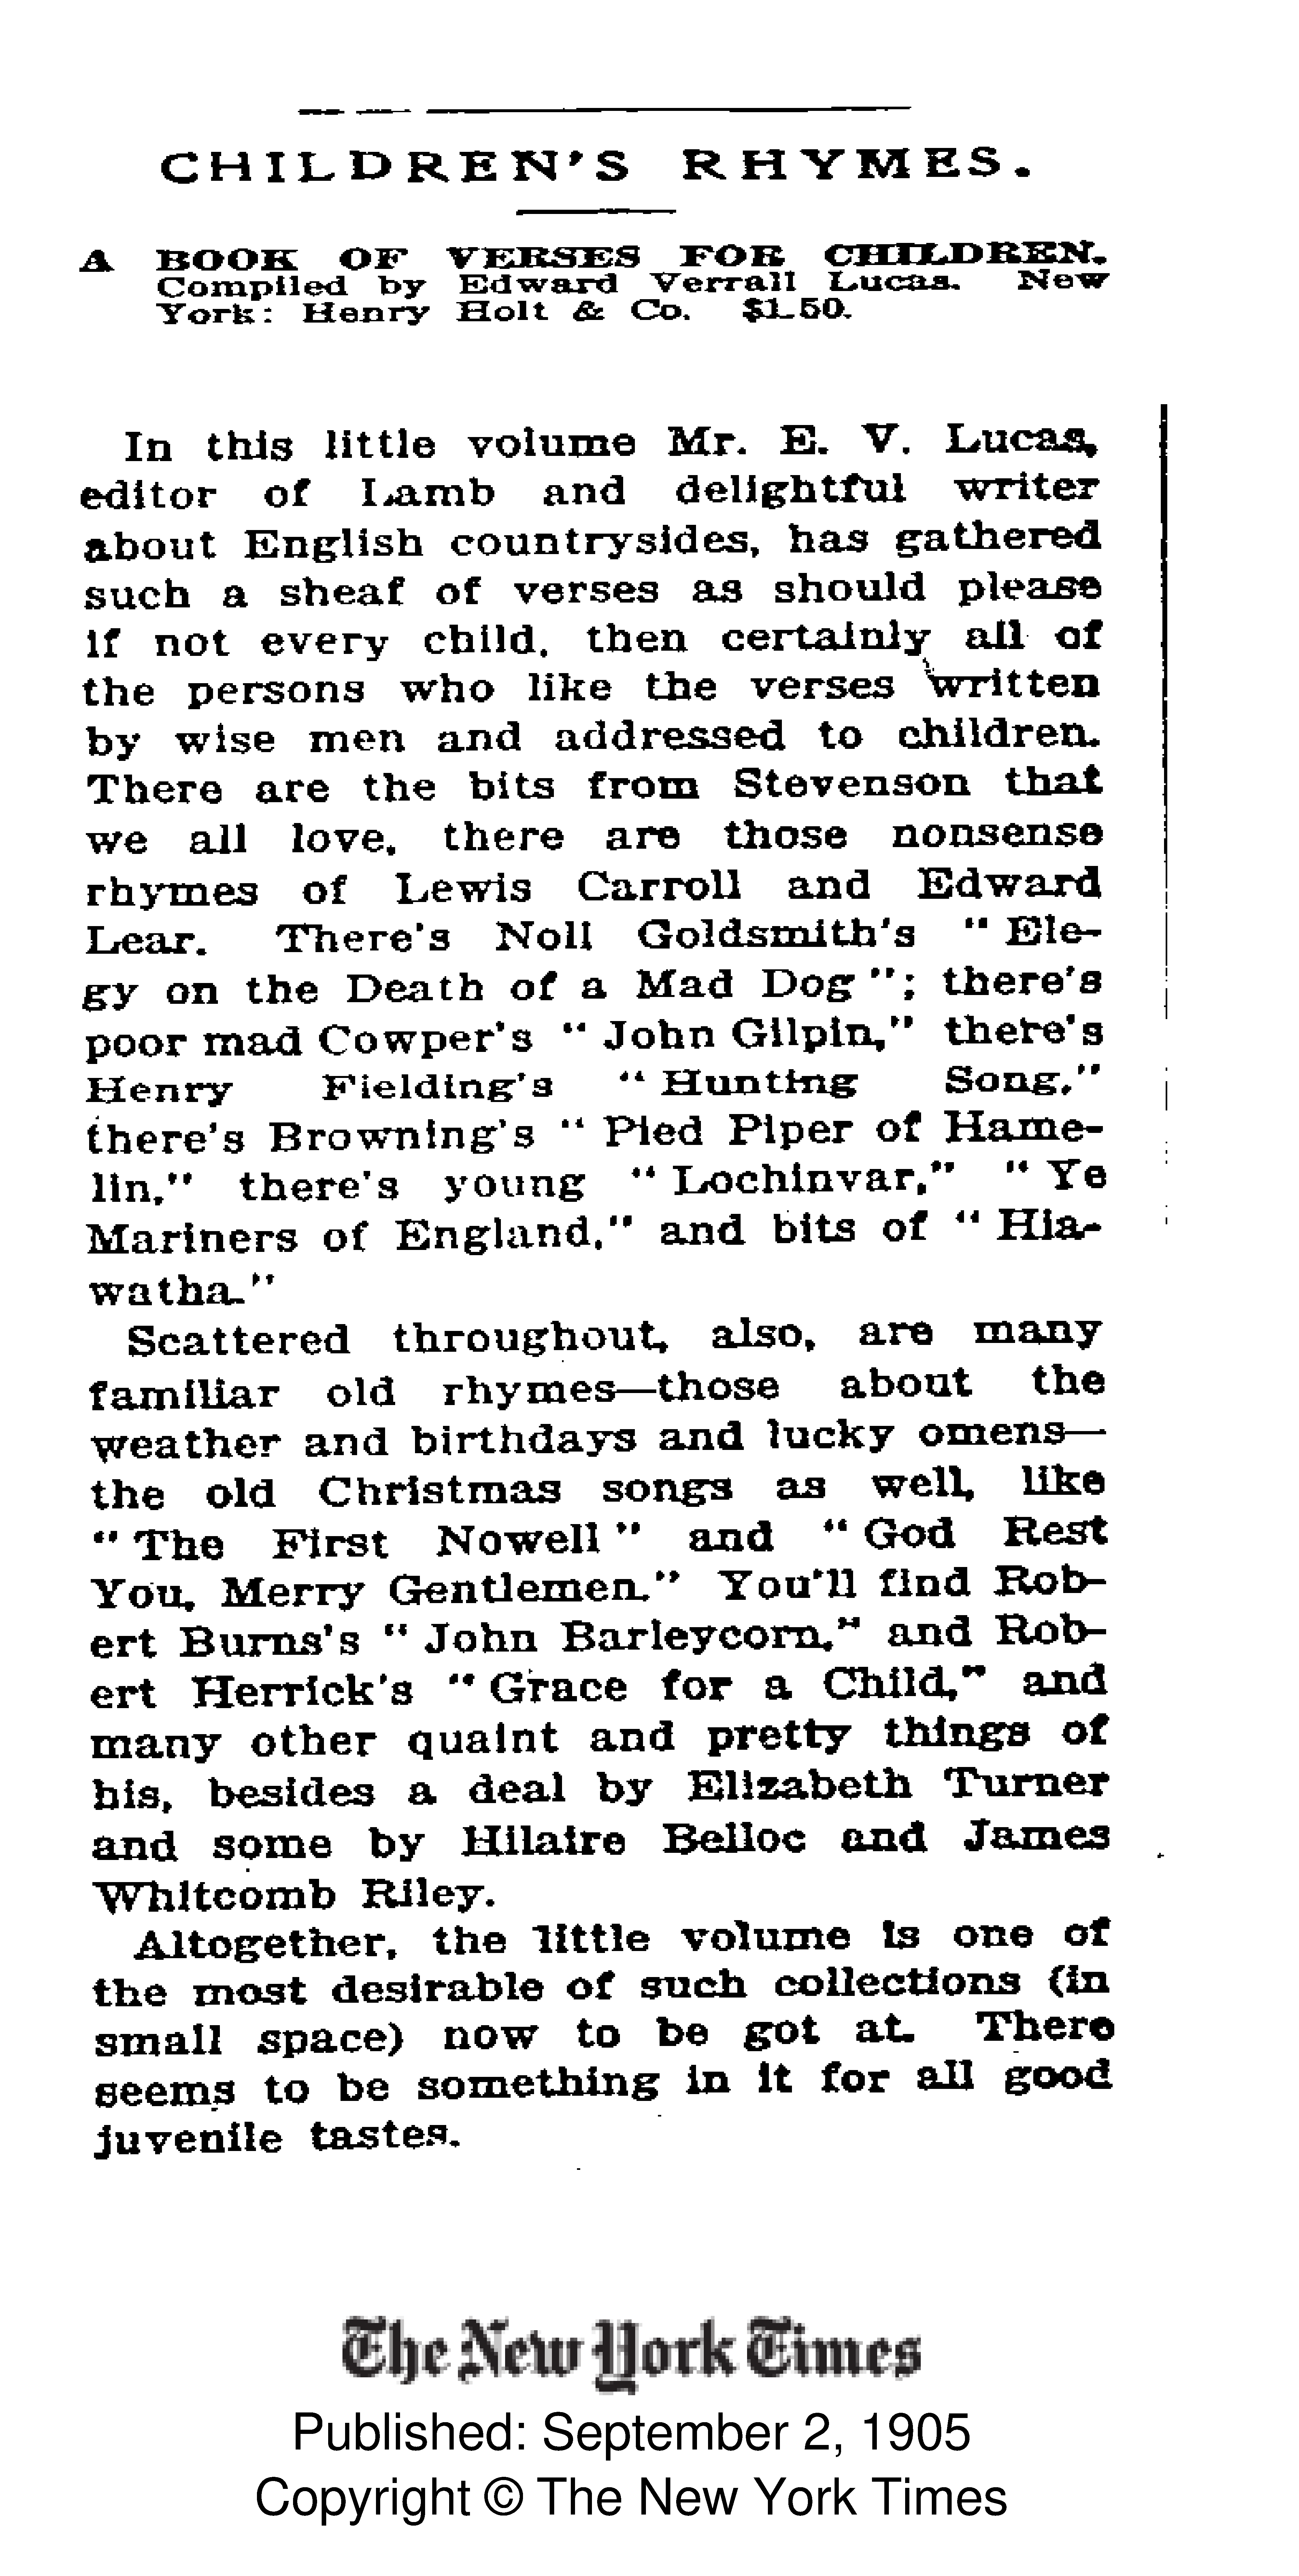 CHILDREN'S RHYMES.
A BOOK OF VERSES FOR CHILDREN.
Compiled by Edward Verrall Lucas. New
York: Henry Holt & Co. $1.50.
In this little volume Mr. E. V. Lucas,
editor of Lamb and delightful writer
about English countrysides, has gathered
such a sheaf of verses as should please
if not every child, then certainly all of
the persons who like the verses written
by wise men and addressed to children.
There are the bits from Stevenson that
we all love, there are those nonsense
rhymes of Lewis Carroll and Edward
Lear. There's Noll Goldsmith's "Ele-
gy on the Death of a Mad Dog"; there's
poor mad Cowper's "John Gilpin," there's
Henry Fielding's "Hunting Song,"
there's Browning's "Pied Piper of Hame-
lin," there's young "Lochinvar," "Ye
Mariners of England," and bits of "Hia-
watha."
Scattered throughout, also, are many
familiar old rhymes—those about the
weather and birthdays and lucky omens—
the old Christmas songs as well, like
"The First Nowell" and "God Rest
You, Merry Gentlemen." You'll find Rob-
ert Burns's "John Barleycorn," and Rob-
ert Herrick's "Grace for a Child," and
many other quaint and pretty things of
his, besides a deal by Elizabeth Turner
and some by Hilaire Belloc and James
Whitcomb Riley.
Altogether, the little volume is one of
the most desirable of such collections (in
small space) now to be got at. There
seems to be something in it for all good
juvenile tastes.
The New York Times
Published: September 2, 1905
Copyright © The New York Times